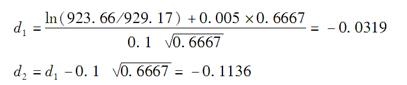 d₁ = (ln(923.66/929.17) + 0.005 × 0.6667) / (0.1 √0.6667) = − 0.0319
d₂ = d₁ − 0.1 √0.6667 = − 0.1136